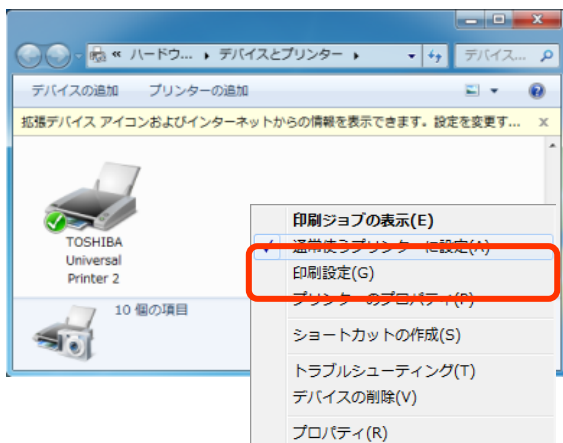 « ハードウ... ▸ デバイスとプリンター ▸
デバイス...
デバイスの追加 プリンターの追加
拡張デバイス アイコンおよびインターネットからの情報を表示できます。設定を変更す... x
TOSHIBA
Universal
Printer 2
10 個の項目
印刷ジョブの表示(E)
✓ 通常使うプリンターに設定(A)
印刷設定(G)
プリンターのプロパティ(P)
ショートカットの作成(S)
トラブルシューティング(T)
デバイスの削除(V)
プロパティ(R)